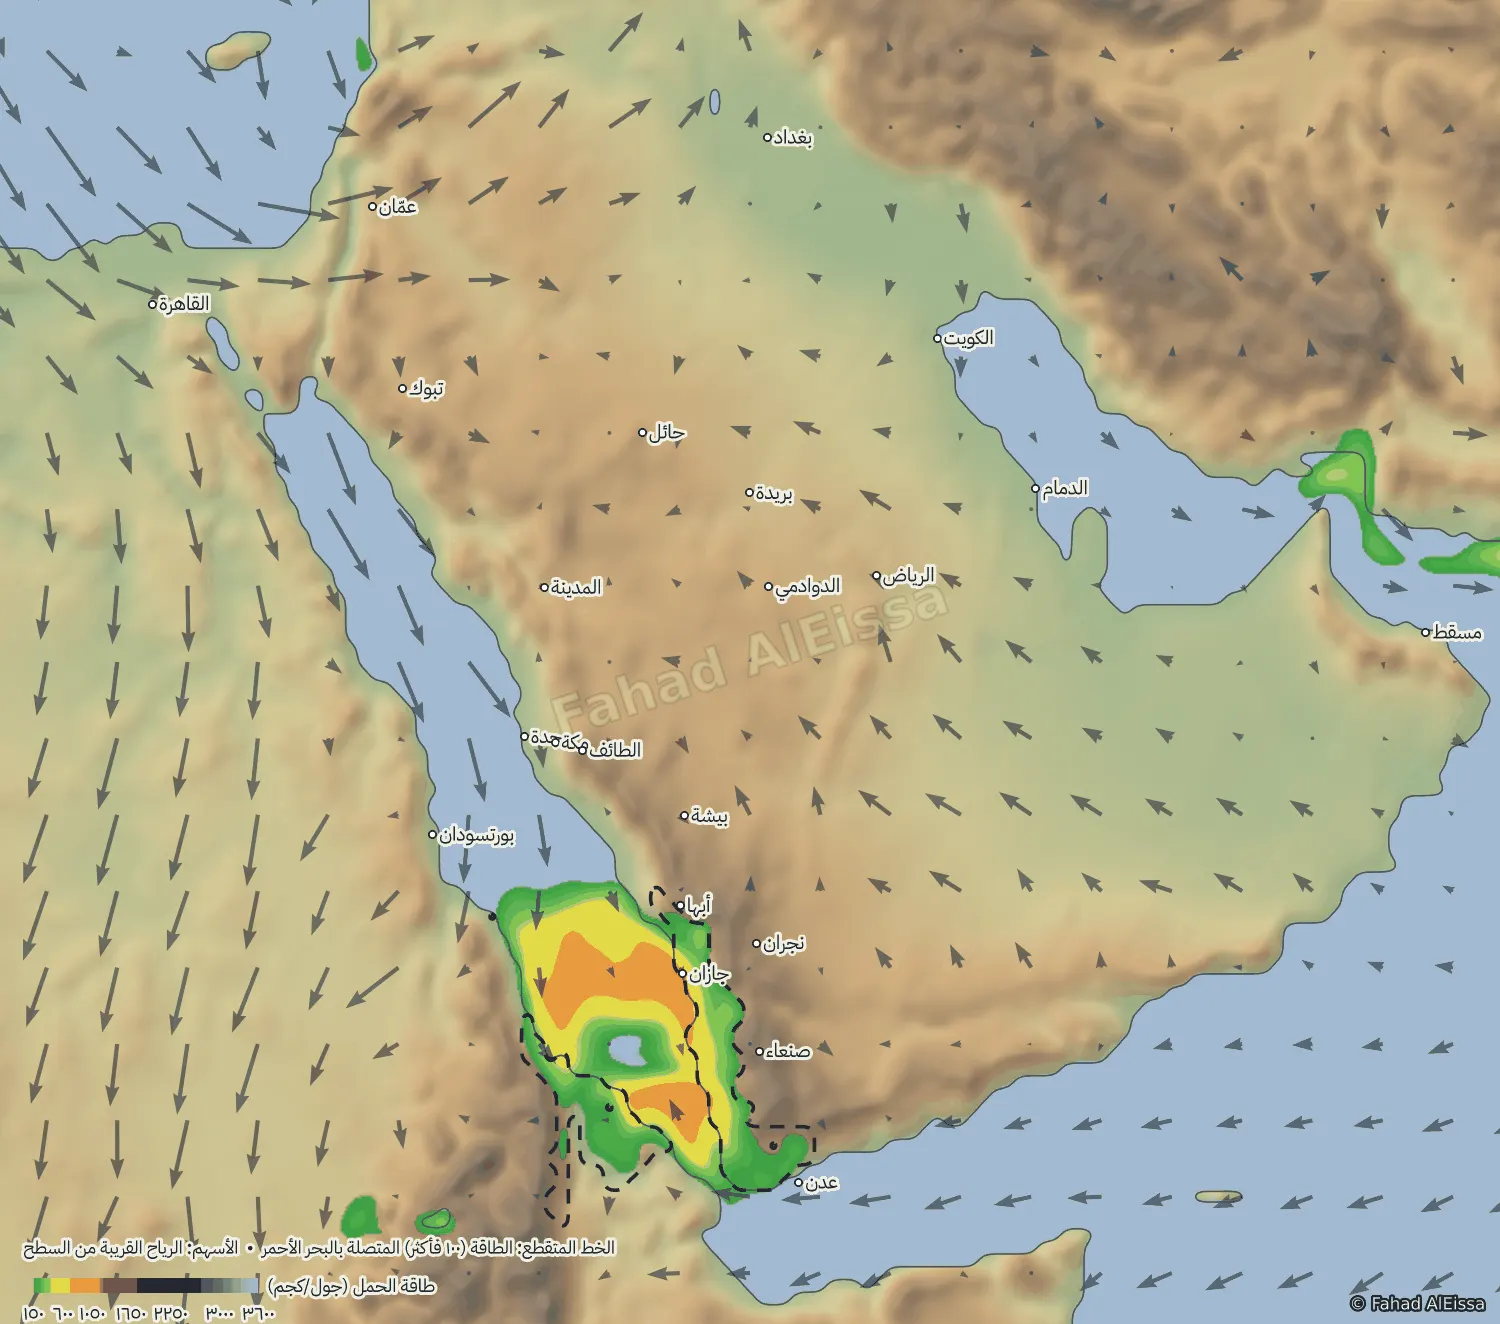 بغداد
عمّان
القاهرة
الكويت
تبوك
حائل
الدمام
بريدة
الرياض
الدوادمي
المدينة
مسقط
Fahad AlEissa
جدة
مكة
الطائف
بيشة
بورتسودان
أبها
نجران
جازان
صنعاء
عدن
الخط المتقطع: الطاقة (١٠٠ فأكثر) المتصلة بالبحر الأحمر • الأسهم: الرياح القريبة من السطح
طاقة الحمل (جول/كجم)
١٥٠ ٦٠٠ ١٠٥٠ ١٦٥٠ ٢٢٥٠ ٣٠٠٠ ٣٦٠٠
© Fahad AlEissa